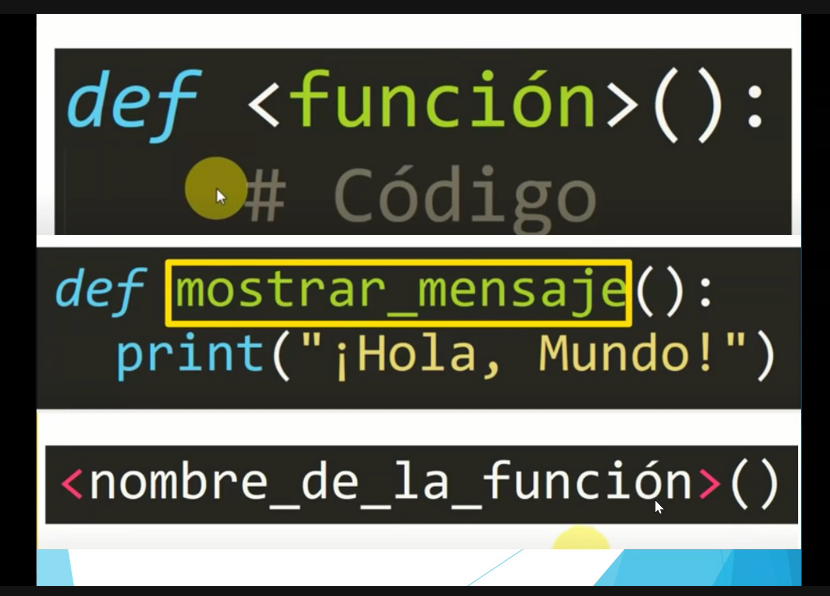 def <función>():
# Código
def mostrar_mensaje():
print("¡Hola, Mundo!")
<nombre_de_la_función>()